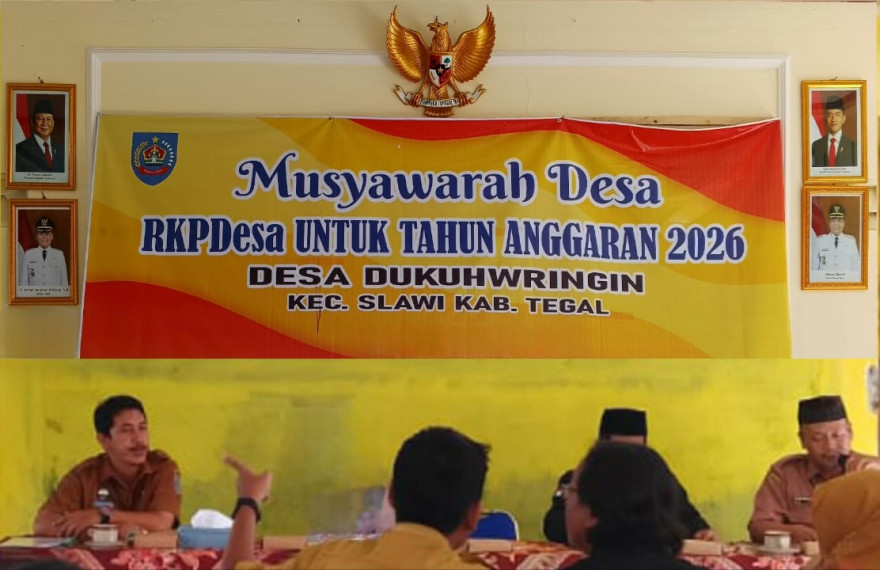 Musyawarah Desa
RKPDesa UNTUK TAHUN ANGGARAN 2026
DESA DUKUHWRINGIN
KEC. SLAWI KAB. TEGAL